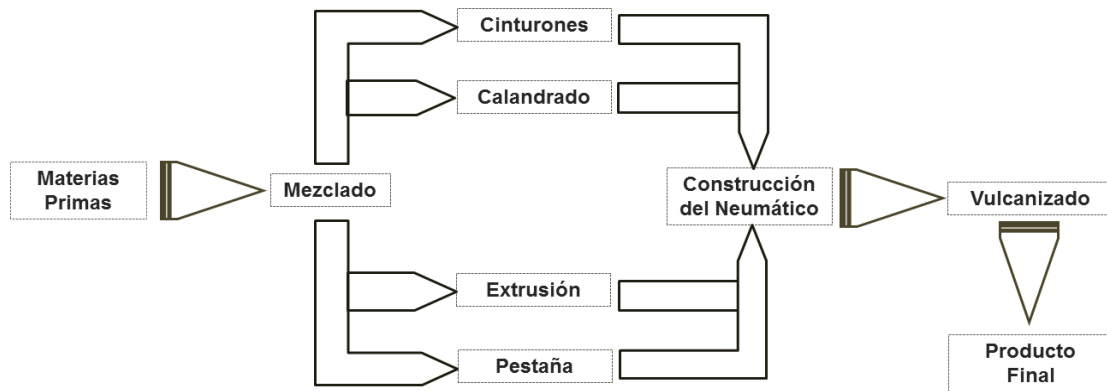 Cinturones
Calandrado
Materias
Primas
Mezclado
Construcción
del Neumático
Vulcanizado
Extrusión
Pestaña
Producto
Final